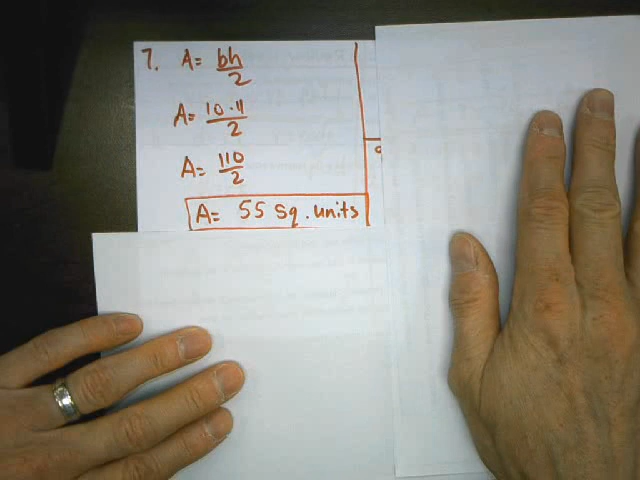 7. A = bh/2
A = 10·11/2
A = 110/2
A = 55 sq. units